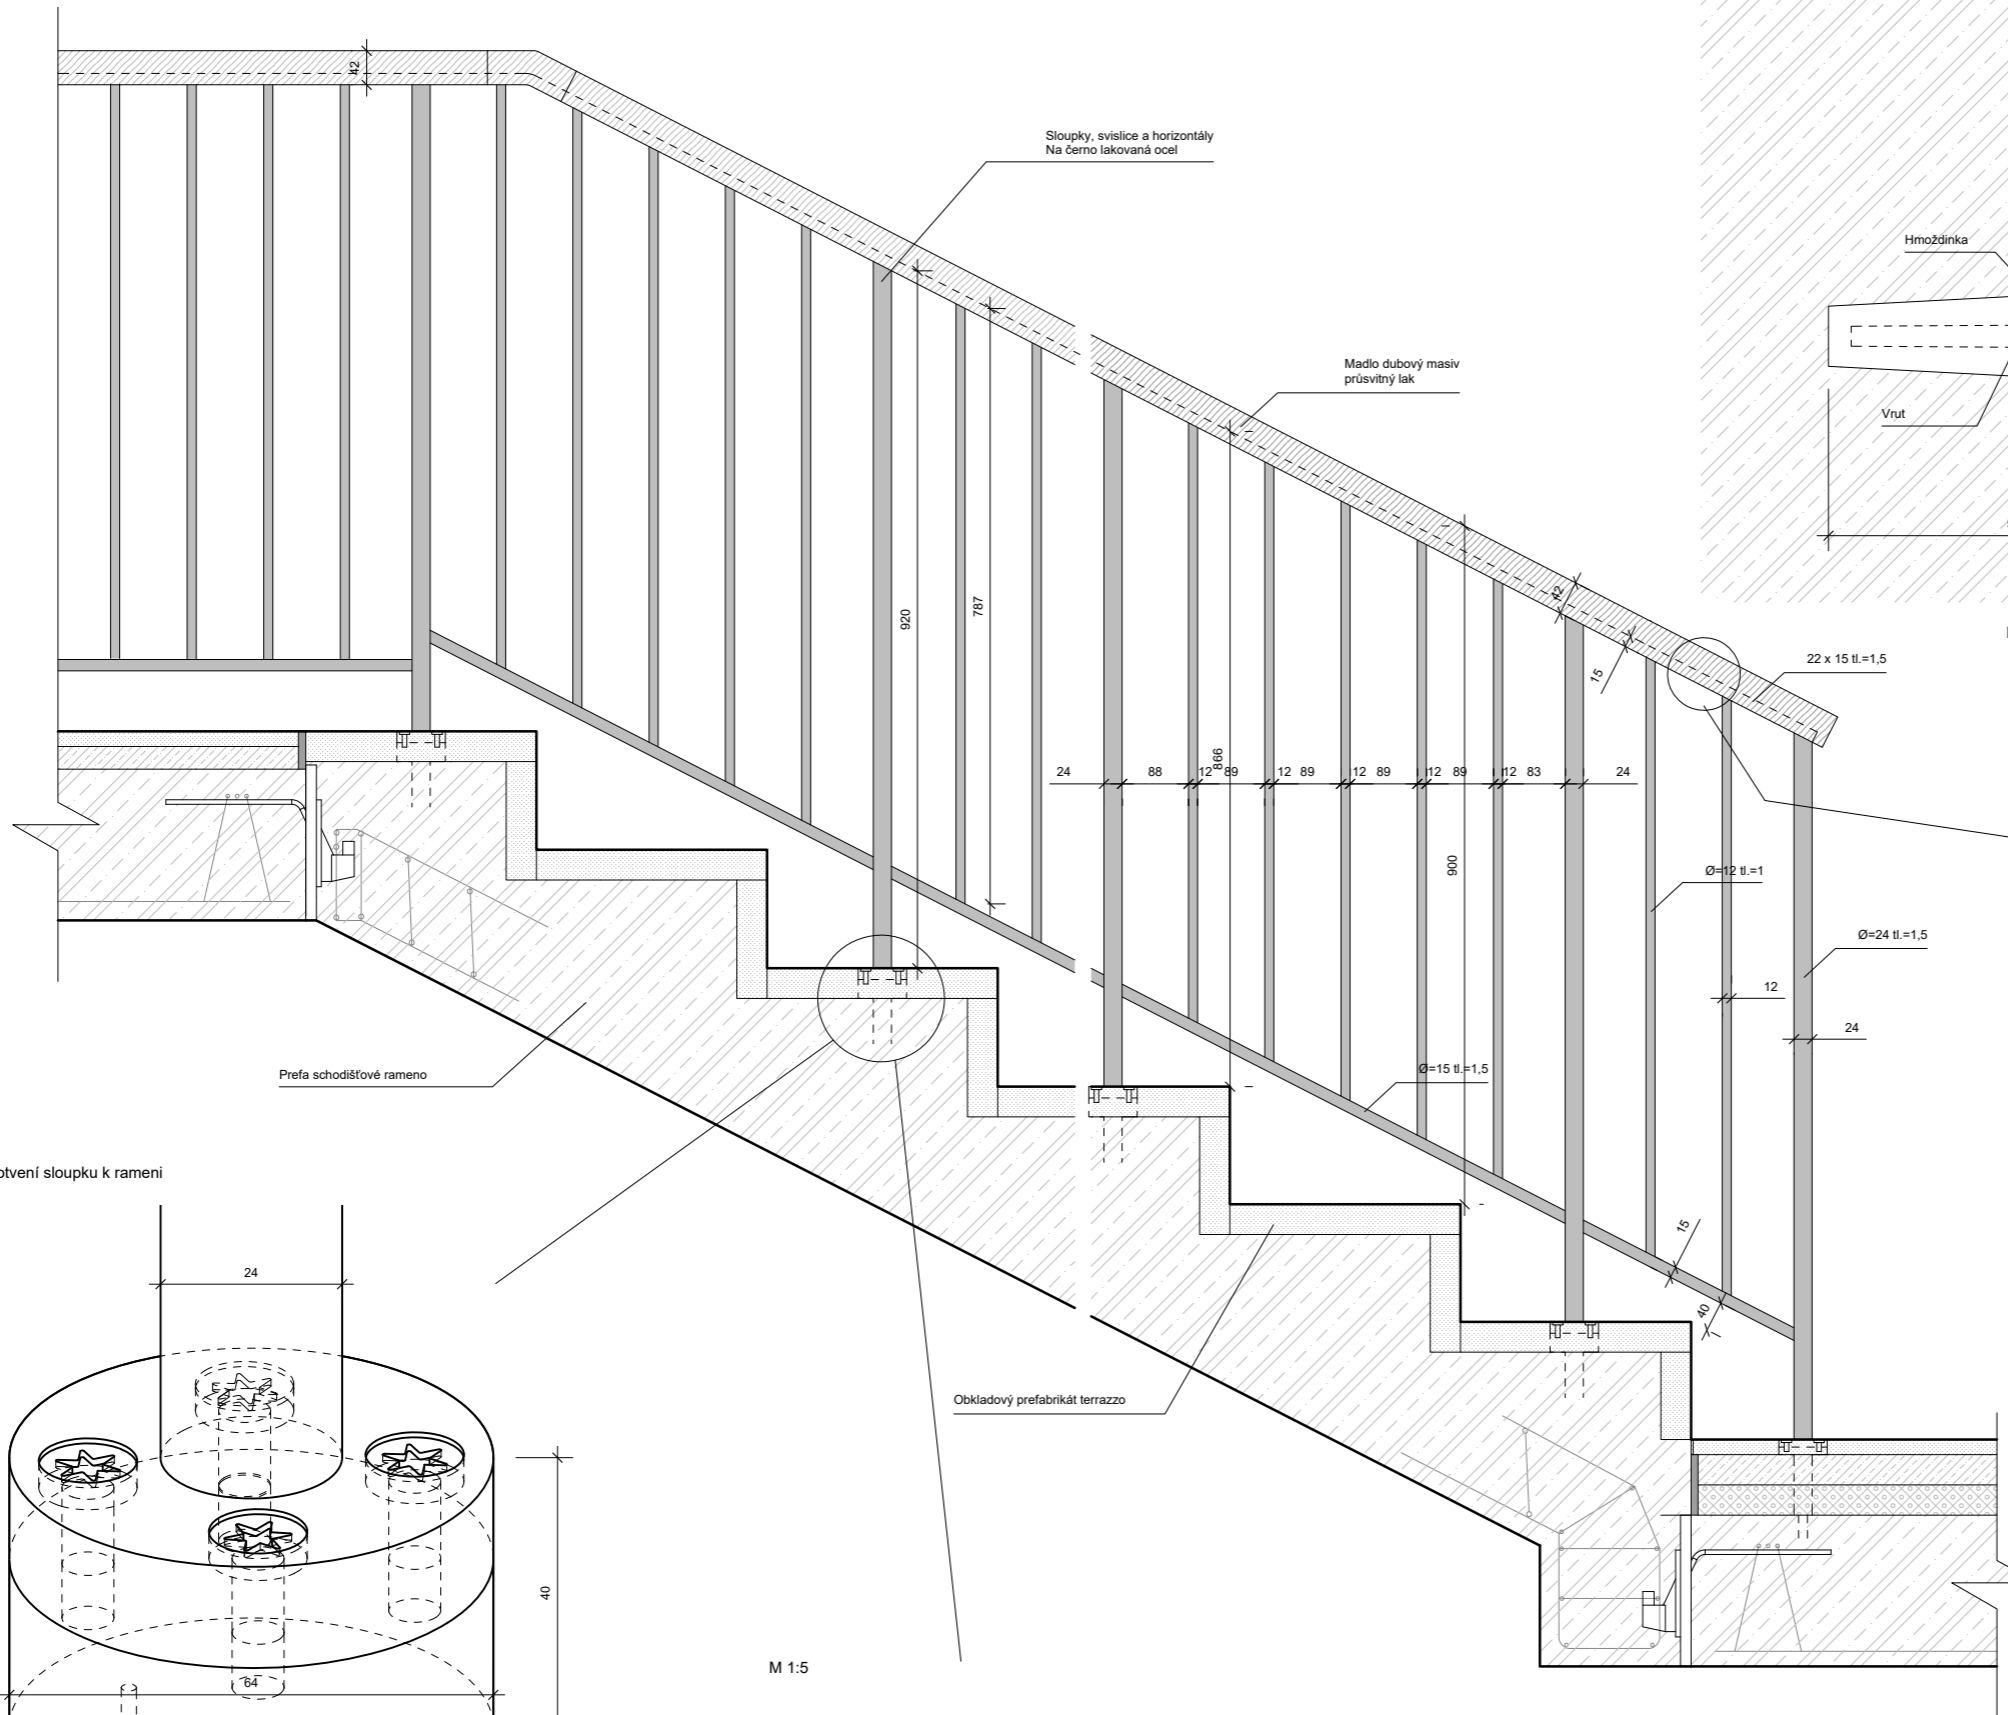 42
Sloupky, svislice a horizontály
Na černo lakovaná ocel
Hmoždinka
Madlo dubový masiv
průsvitný lak
Vrut
920
787
42
15
22 x 15 tl.=1,5
866
24 88 12 89 12 89 12 89 12 89 12 83 24
900
Ø=12 tl.=1
Ø=24 tl.=1,5
12
24
Prefa schodišťové rameno
Ø=15 tl.=1,5
otvení sloupku k rameni
15
40
24
Obkladový prefabrikát terrazzo
40
M 1:5
64